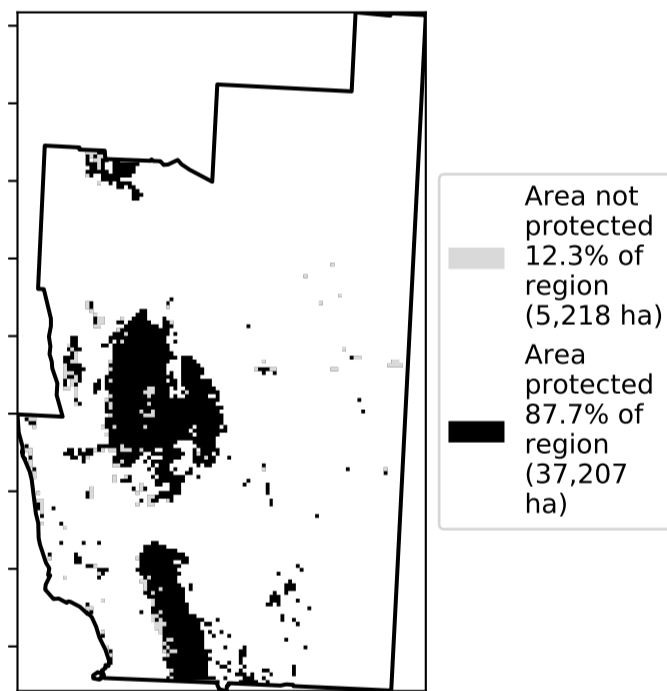 Area not
protected
12.3% of
region
(5,218 ha)
Area
protected
87.7% of
region
(37,207
ha)